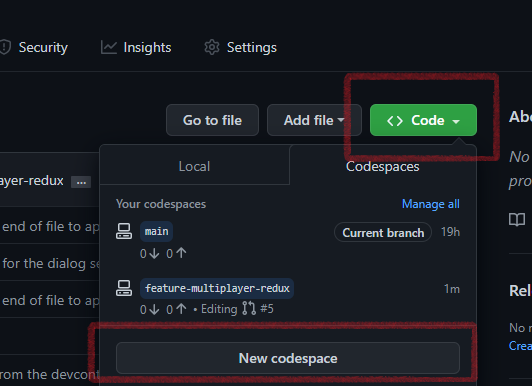 Security
Insights
Settings
Go to file
Add file
<> Code
Abo
No
pro
Local
Codespaces
ayer-redux ...
Your codespaces
Manage all
main
Current branch
19h
0↓ 0↑
end of file to ap
for the dialog se
feature-multiplayer-redux
1m
0↓ 0↑ • Editing #5
end of file to ap
New codespace
rom the devcont
Rel
No r
Crea